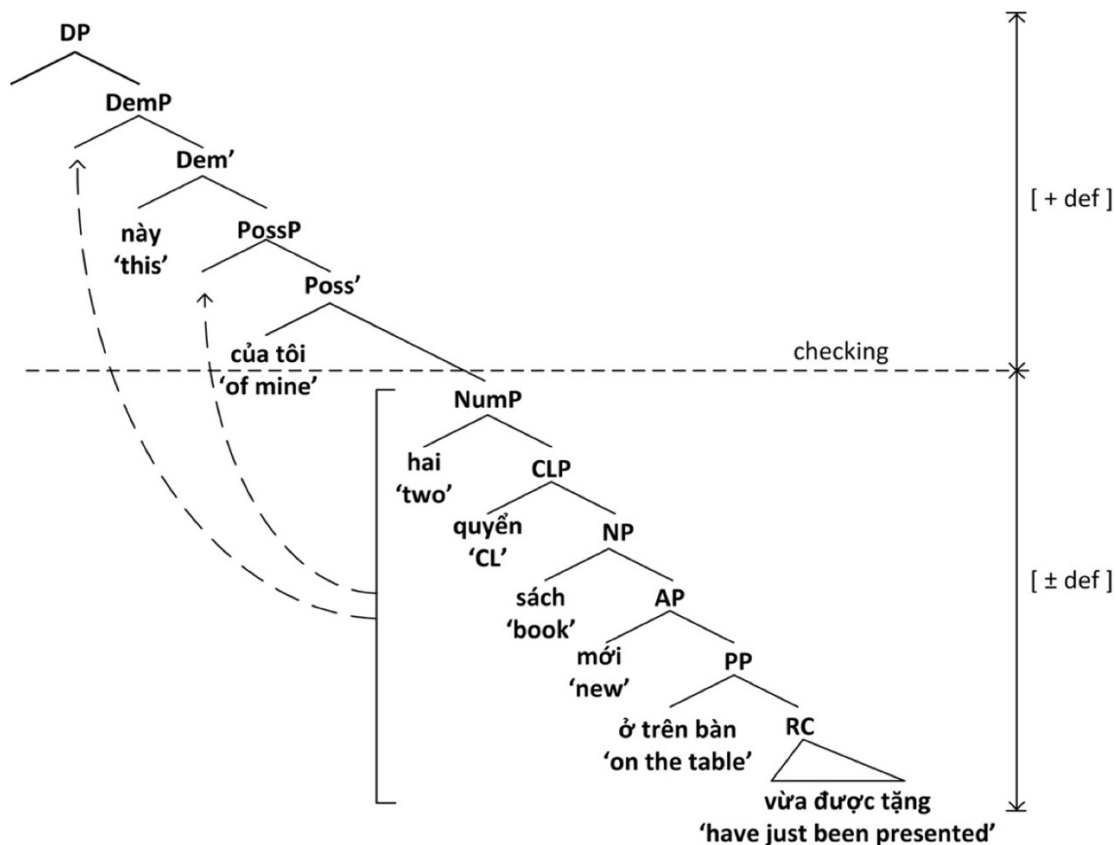 DP
DemP
Dem’
này
‘this’
PossP
Poss’
của tôi
‘of mine’
[ + def ]
checking
NumP
hai
‘two’
CLP
quyển
‘CL’
NP
sách
‘book’
AP
mới
‘new’
PP
ở trên bàn
‘on the table’
RC
vừa được tặng
‘have just been presented’
[ ± def ]